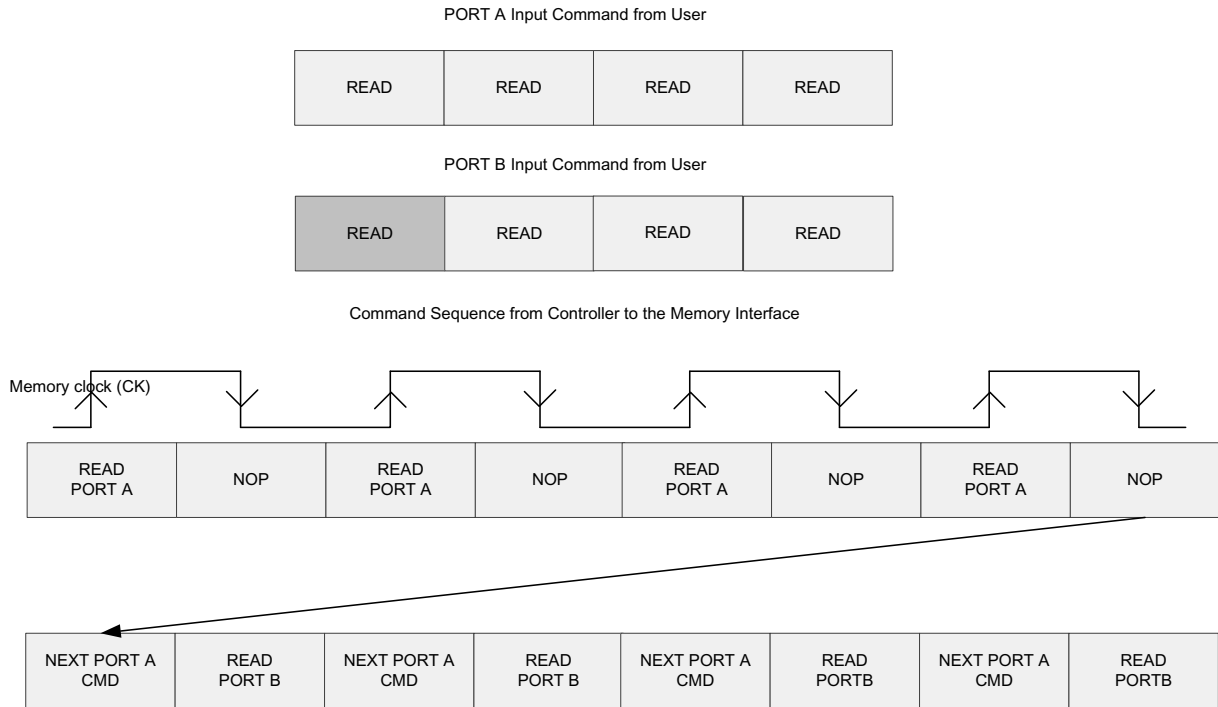 PORT A Input Command from User
READ READ READ READ
PORT B Input Command from User
READ READ READ READ
Command Sequence from Controller to the Memory Interface
Memory clock (CK)
READ
PORT A
NOP
READ
PORT A
NOP
READ
PORT A
NOP
READ
PORT A
NOP
NEXT PORT A
CMD
READ
PORT B
NEXT PORT A
CMD
READ
PORT B
NEXT PORT A
CMD
READ
PORTB
NEXT PORT A
CMD
READ
PORTB